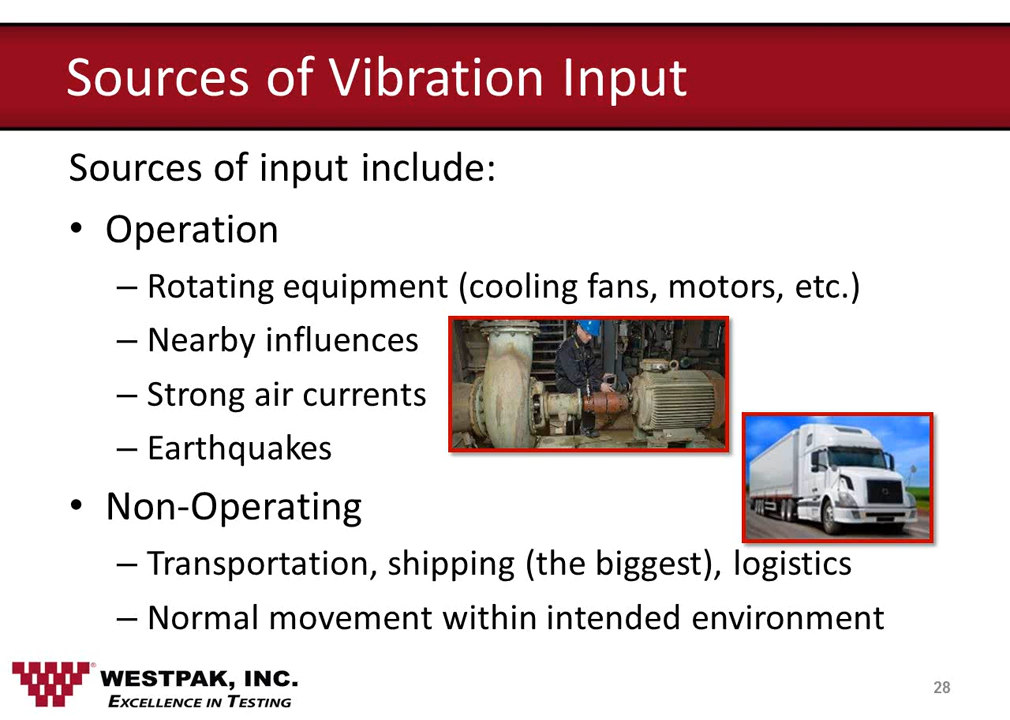 Sources of Vibration Input
Sources of input include:
• Operation
– Rotating equipment (cooling fans, motors, etc.)
– Nearby influences
– Strong air currents
– Earthquakes
• Non-Operating
– Transportation, shipping (the biggest), logistics
– Normal movement within intended environment
® WESTPAK, INC.
EXCELLENCE IN TESTING
28